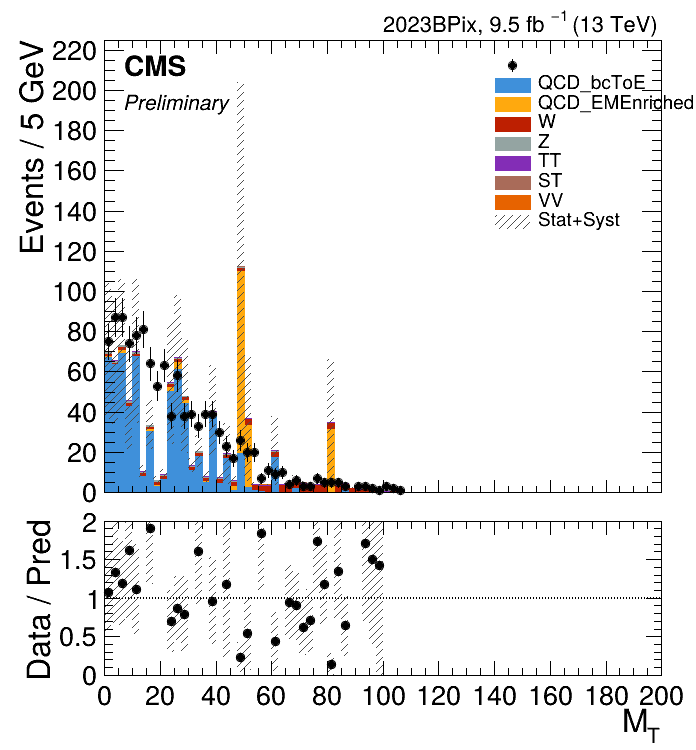 2023BPix, 9.5 fb⁻¹ (13 TeV)
CMS
Preliminary
QCD_bcToE
QCD_EMEnriched
W
Z
TT
ST
VV
Stat+Syst
Events / 5 GeV
220
200
180
160
140
120
100
80
60
40
20
0
Data / Pred
2
1.5
1
0.5
0
0 20 40 60 80 100 120 140 160 180 200
M_T